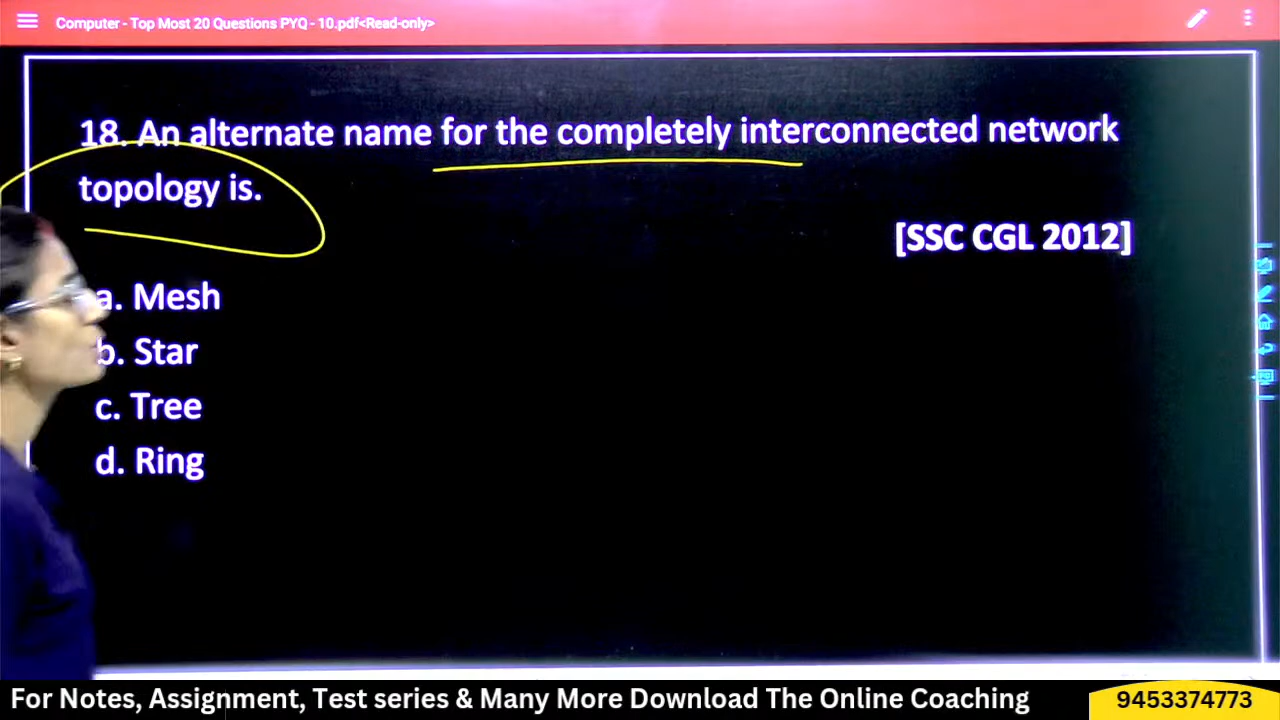 Computer - Top Most 20 Questions PYQ - 10.pdf<Read-only>
18. An alternate name for the completely interconnected network
topology is.
[SSC CGL 2012]
a. Mesh
b. Star
c. Tree
d. Ring
For Notes, Assignment, Test series & Many More Download The Online Coaching
9453374773